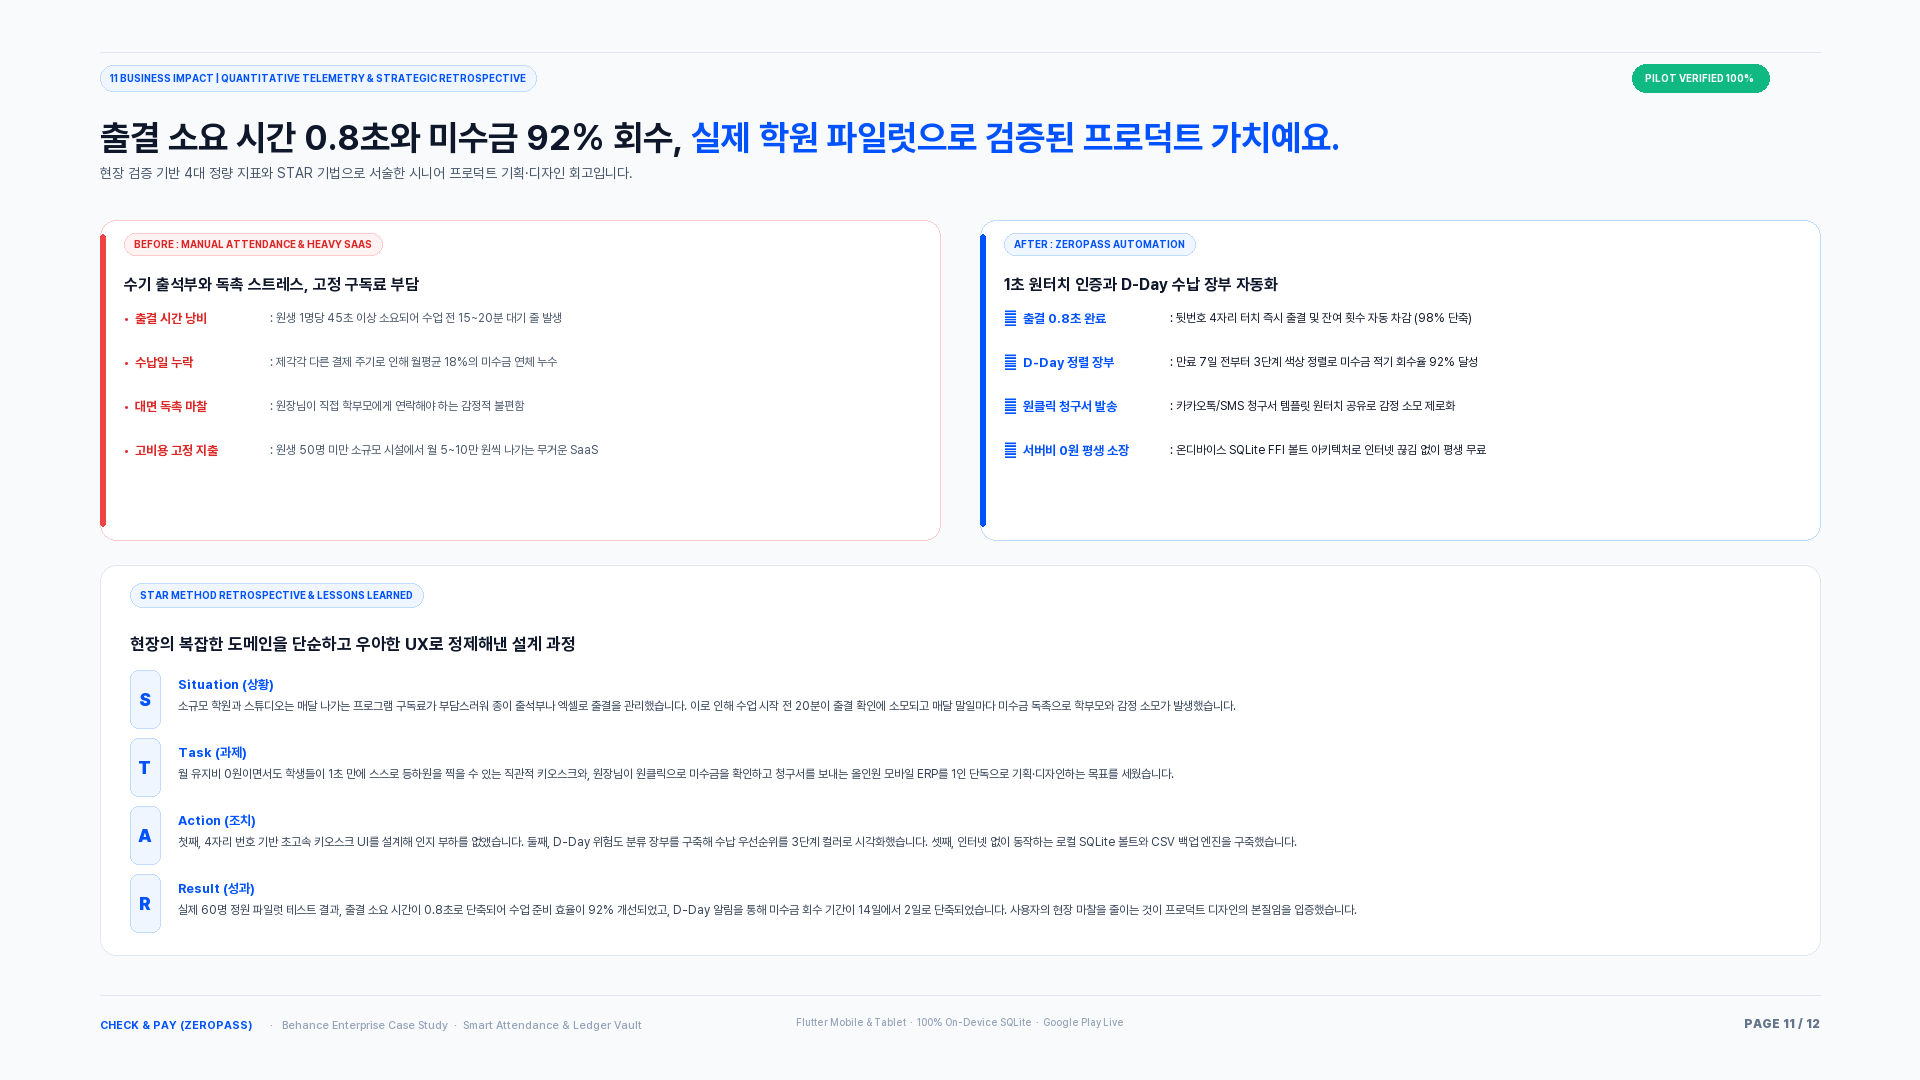 11 BUSINESS IMPACT | QUANTITATIVE TELEMETRY & STRATEGIC RETROSPECTIVE
PILOT VERIFIED 100%
출결 소요 시간 0.8초와 미수금 92% 회수, 실제 학원 파일럿으로 검증된 프로덕트 가치예요.
현장 검증 기반 4대 정량 지표와 STAR 기법으로 서술한 시니어 프로덕트 기획·디자인 회고입니다.
BEFORE : MANUAL ATTENDANCE & HEAVY SAAS
수기 출석부와 독촉 스트레스, 고정 구독료 부담
• 출결 시간 낭비 : 원생 1명당 45초 이상 소요되어 수업 전 15~20분 대기 줄 발생
• 수납일 누락 : 제각각 다른 결제 주기로 인해 월평균 18%의 미수금 연체 누수
• 대면 독촉 마찰 : 원장님이 직접 학부모에게 연락해야 하는 감정적 불편함
• 고비용 고정 지출 : 원생 50명 미만 소규모 시설에서 월 5~10만 원씩 나가는 무거운 SaaS
AFTER : ZEROPASS AUTOMATION
1초 원터치 인증과 D-Day 수납 장부 자동화
출결 0.8초 완료 : 뒷번호 4자리 터치 즉시 출결 및 잔여 횟수 자동 차감 (98% 단축)
D-Day 정렬 장부 : 만료 7일 전부터 3단계 색상 정렬로 미수금 적기 회수율 92% 달성
원클릭 청구서 발송 : 카카오톡/SMS 청구서 템플릿 원터치 공유로 감정 소모 제로화
서버비 0원 평생 소장 : 온디바이스 SQLite FFI 볼트 아키텍처로 인터넷 끊김 없이 평생 무료
STAR METHOD RETROSPECTIVE & LESSONS LEARNED
현장의 복잡한 도메인을 단순하고 우아한 UX로 정제해낸 설계 과정
S
Situation (상황)
소규모 학원과 스튜디오는 매달 나가는 프로그램 구독료가 부담스러워 종이 출석부나 엑셀로 출결을 관리했습니다. 이로 인해 수업 시작 전 20분이 출결 확인에 소모되고 매달 말일마다 미수금 독촉으로 학부모와 감정 소모가 발생했습니다.
T
Task (과제)
월 유지비 0원이면서도 학생들이 1초 만에 스스로 등하원을 찍을 수 있는 직관적 키오스크와, 원장님이 원클릭으로 미수금을 확인하고 청구서를 보내는 올인원 모바일 ERP를 1인 단독으로 기획·디자인하는 목표를 세웠습니다.
A
Action (조치)
첫째, 4자리 번호 기반 초고속 키오스크 UI를 설계해 인지 부하를 없앴습니다. 둘째, D-Day 위험도 분류 장부를 구축해 수납 우선순위를 3단계 컬러로 시각화했습니다. 셋째, 인터넷 없이 동작하는 로컬 SQLite 볼트와 CSV 백업 엔진을 구축했습니다.
R
Result (성과)
실제 60명 정원 파일럿 테스트 결과, 출결 소요 시간이 0.8초로 단축되어 수업 준비 효율이 92% 개선되었고, D-Day 알림을 통해 미수금 회수 기간이 14일에서 2일로 단축되었습니다. 사용자의 현장 마찰을 줄이는 것이 프로덕트 디자인의 본질임을 입증했습니다.
CHECK & PAY (ZEROPASS) · Behance Enterprise Case Study · Smart Attendance & Ledger Vault
Flutter Mobile & Tablet · 100% On-Device SQLite · Google Play Live
PAGE 11 / 12